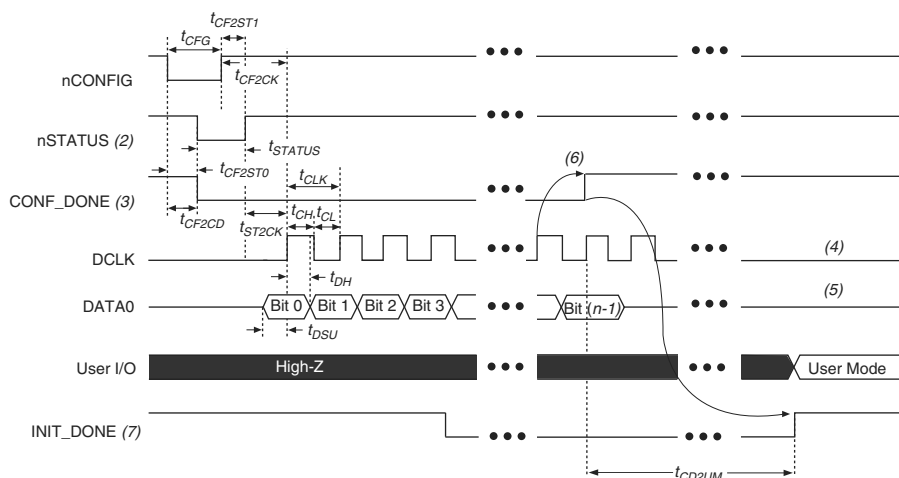 tCF2ST1
tCFG
tCF2CK
nCONFIG
nSTATUS (2)
tSTATUS
tCF2ST0
tCLK
(6)
CONF_DONE (3)
tCF2CD
tST2CK
tCH
tCL
DCLK
(4)
tDH
DATA0
Bit 0
Bit 1
Bit 2
Bit 3
Bit (n-1)
(5)
tDSU
User I/O
High-Z
User Mode
INIT_DONE (7)
tCD2UM